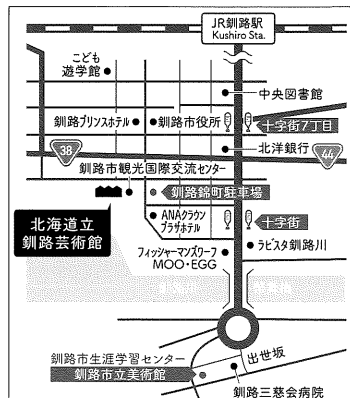 JR釧路駅
Kushiro Sta.
こども
遊学館
中央図書館
釧路プリンスホテル
釧路市役所
十字街7丁目
38
北洋銀行
44
釧路市観光国際交流センター
釧路錦町駐車場
北海道立
釧路芸術館
ANAクラウン
プラザホテル
十字街
フィッシャーマンズワーフ
MOO・EGG
ラビスタ釧路川
釧路市生涯学習センター
釧路市立美術館
出世坂
釧路三慈会病院